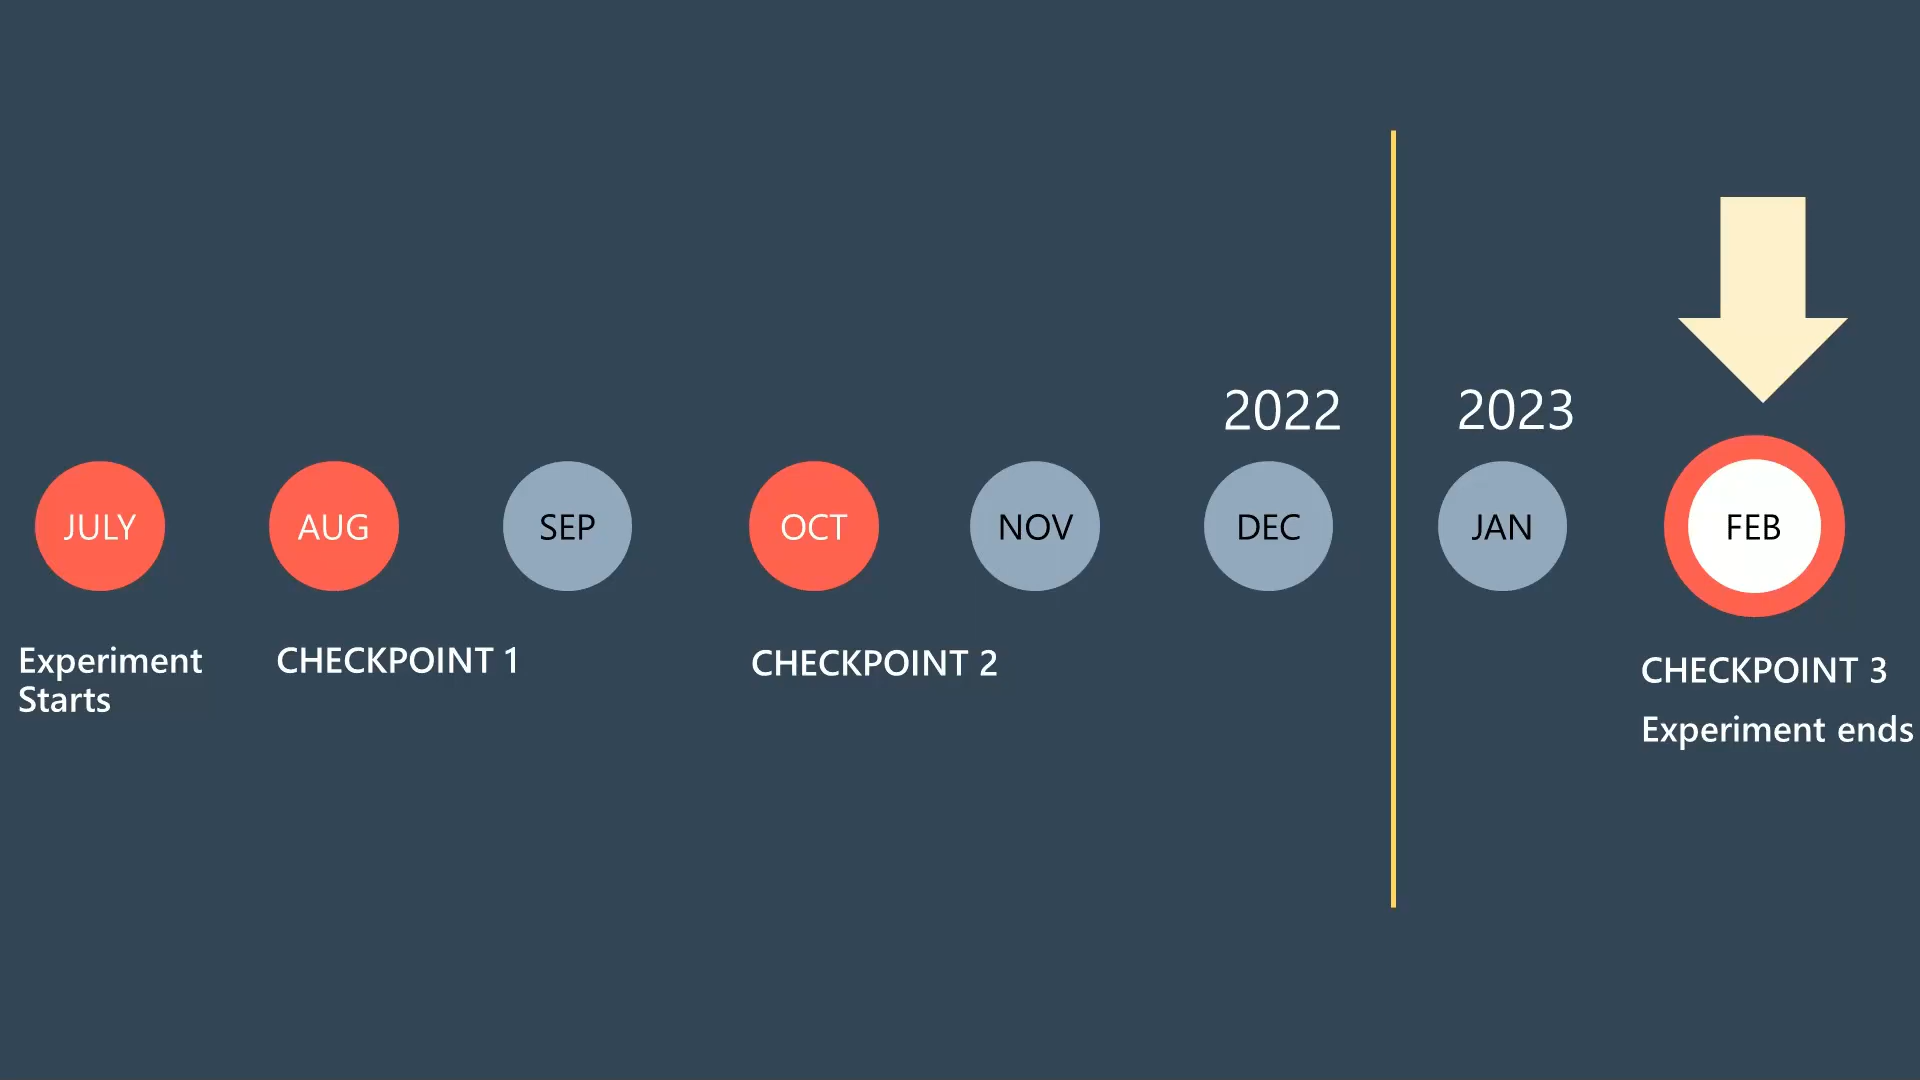 2022
2023
JULY
AUG
SEP
OCT
NOV
DEC
JAN
FEB
Experiment
Starts
CHECKPOINT 1
CHECKPOINT 2
CHECKPOINT 3
Experiment ends